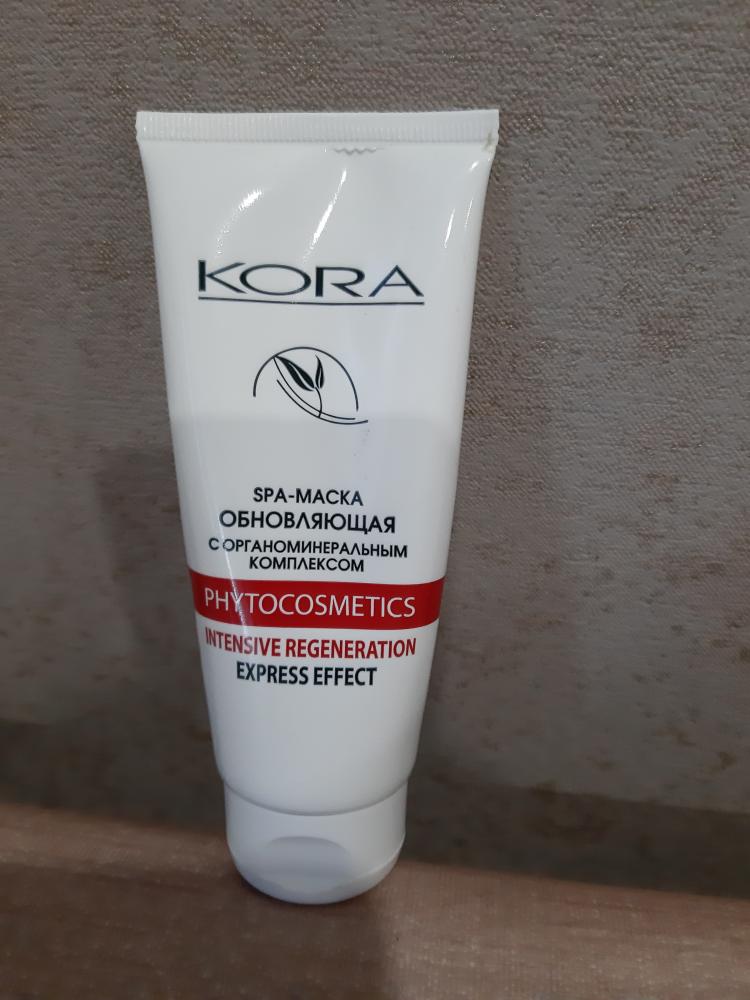 KORA
SPA-МАСКА
ОБНОВЛЯЮЩАЯ
С ОРГАНОМИНЕРАЛЬНЫМ
КОМПЛЕКСОМ
PHYTOCOSMETICS
INTENSIVE REGENERATION
EXPRESS EFFECT